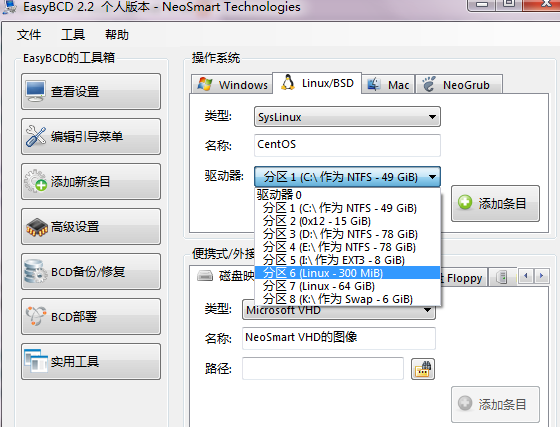 EasyBCD 2.2 个人版本 - NeoSmart Technologies
文件 工具 帮助
EasyBCD的工具箱
查看设置
编辑引导菜单
添加新条目
高级设置
BCD备份/修复
BCD部署
实用工具
操作系统
Windows Linux/BSD Mac NeoGrub
类型: SysLinux
名称: CentOS
驱动器: 分区 1 (C:\ 作为 NTFS - 49 GiB)
驱动器 0
分区 1 (C:\ 作为 NTFS - 49 GiB)
分区 2 (0x12 - 15 GiB)
分区 3 (D:\ 作为 NTFS - 78 GiB)
分区 4 (E:\ 作为 NTFS - 78 GiB)
分区 5 (I:\ 作为 EXT3 - 8 GiB)
分区 6 (Linux - 300 MiB)
分区 7 (Linux - 64 GiB)
分区 8 (K:\ 作为 Swap - 6 GiB)
添加条目
便携式/外接
磁盘映 Floppy
类型: Microsoft VHD
名称: NeoSmart VHD的图像
路径:
添加条目